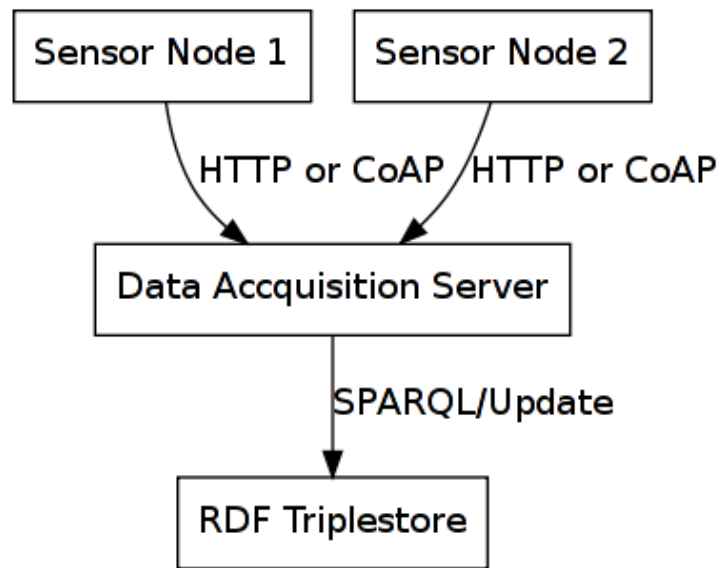 Sensor Node 1
Sensor Node 2
HTTP or CoAP
HTTP or CoAP
Data Accquisition Server
SPARQL/Update
RDF Triplestore